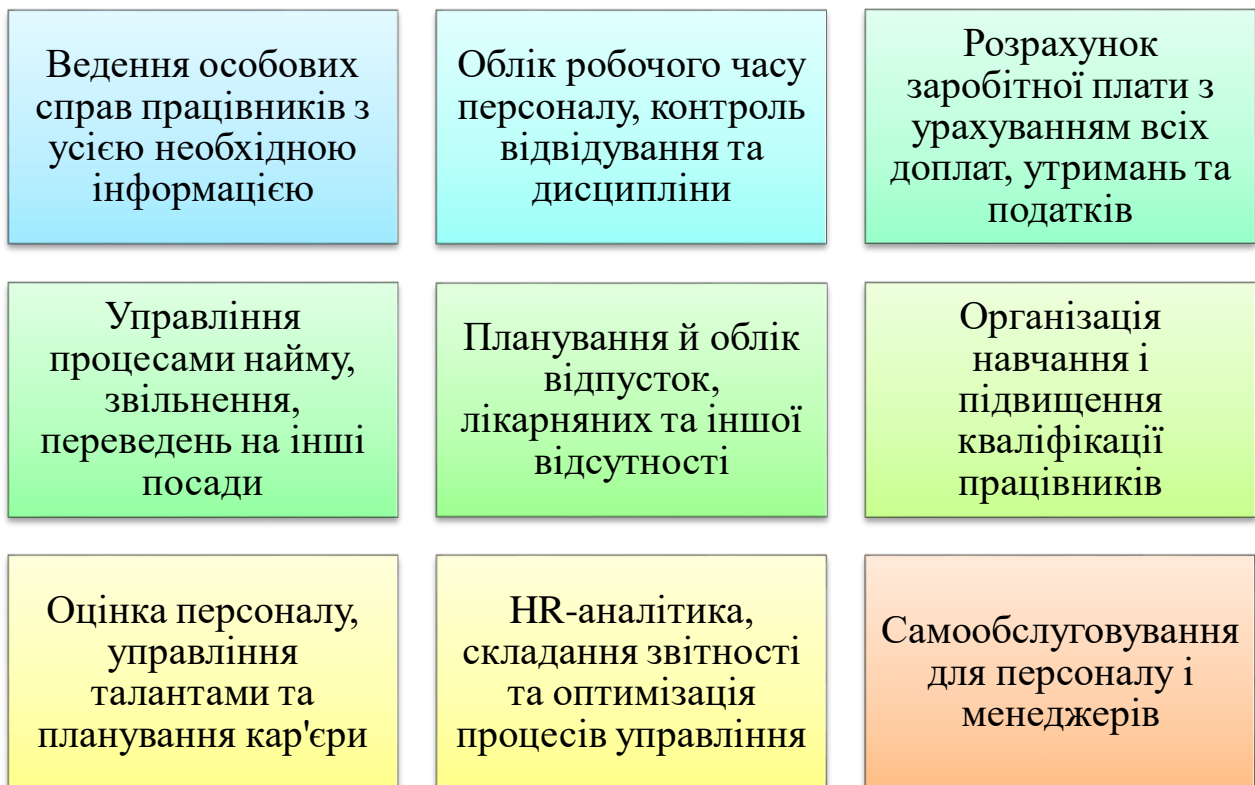 Ведення особових
справ працівників з
усією необхідною
інформацією
Облік робочого часу
персоналу, контроль
відвідування та
дисципліни
Розрахунок
заробітної плати з
урахуванням всіх
доплат, утримань та
податків
Управління
процесами найму,
звільнення,
переведень на інші
посади
Планування й облік
відпусток,
лікарняних та іншої
відсутності
Організація
навчання і
підвищення
кваліфікації
працівників
Оцінка персоналу,
управління
талантами та
планування кар'єри
HR-аналітика,
складання звітності
та оптимізація
процесів управління
Самообслуговування
для персоналу і
менеджерів